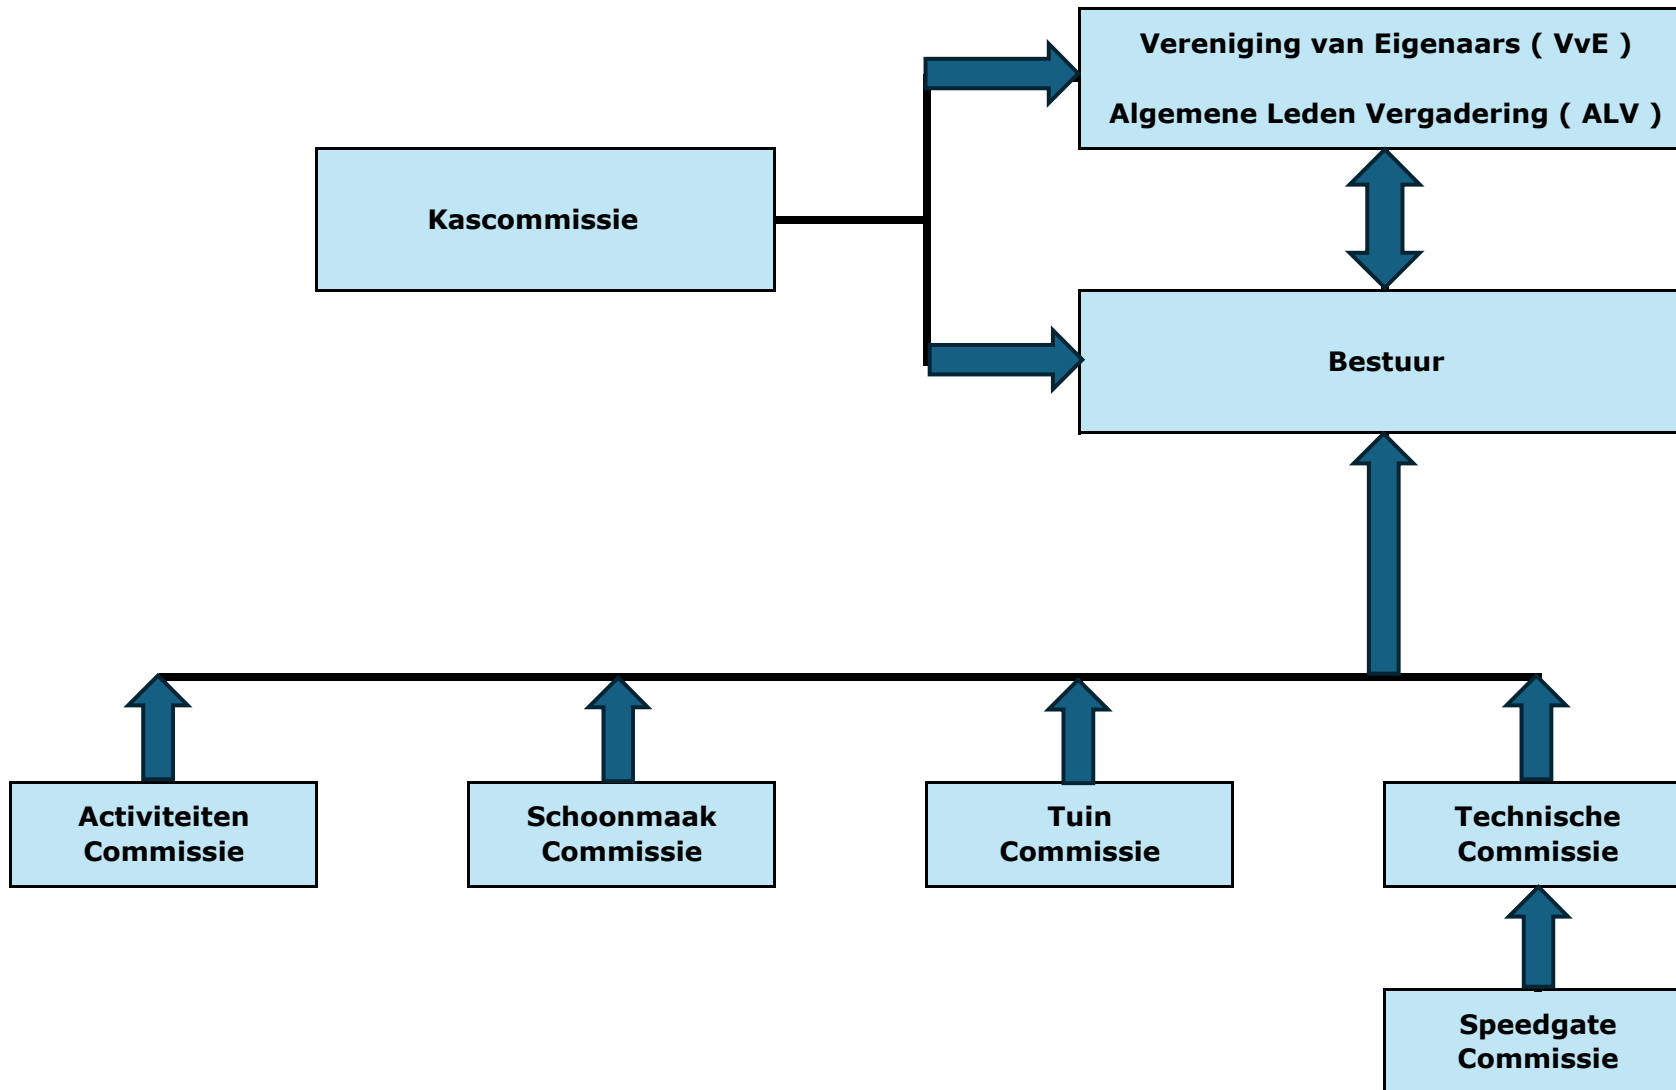 Vereniging van Eigenaars ( VvE )
Algemene Leden Vergadering ( ALV )
Kascommissie
Bestuur
Activiteiten
Commissie
Schoonmaak
Commissie
Tuin
Commissie
Technische
Commissie
Speedgate
Commissie